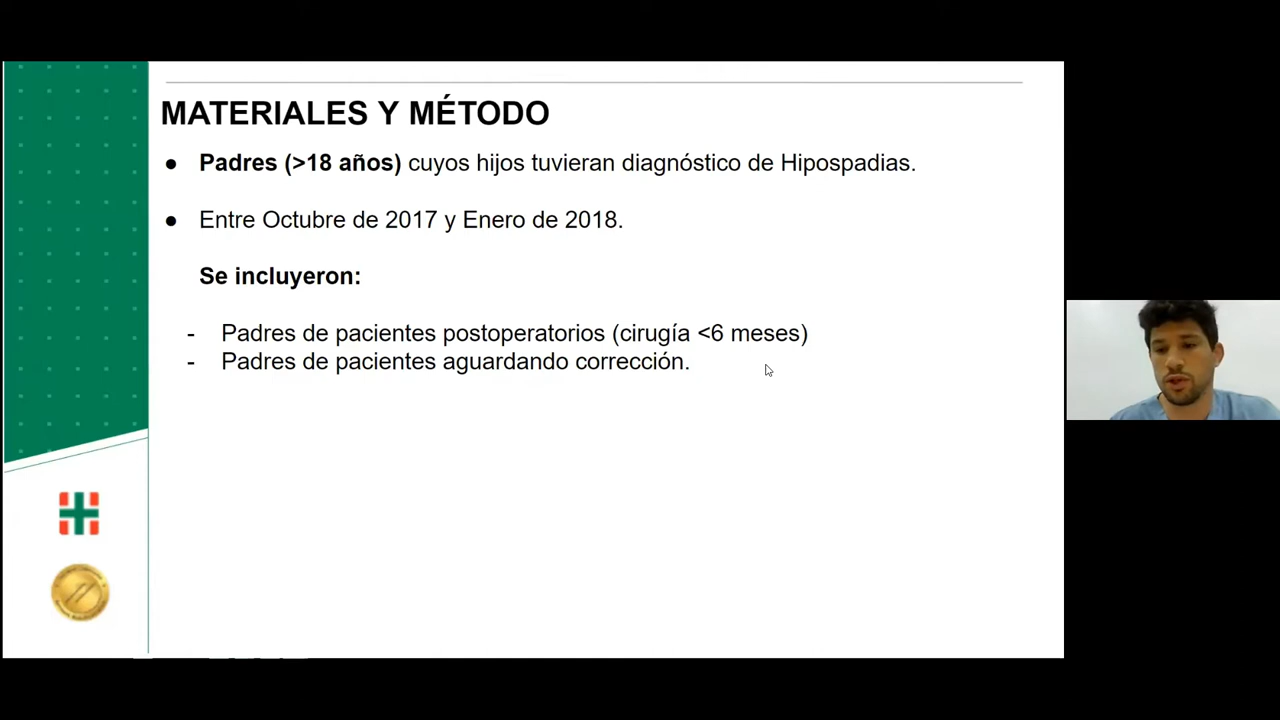 MATERIALES Y MÉTODO
● Padres (>18 años) cuyos hijos tuvieran diagnóstico de Hipospadias.
● Entre Octubre de 2017 y Enero de 2018.
Se incluyeron:
- Padres de pacientes postoperatorios (cirugía <6 meses)
- Padres de pacientes aguardando corrección.